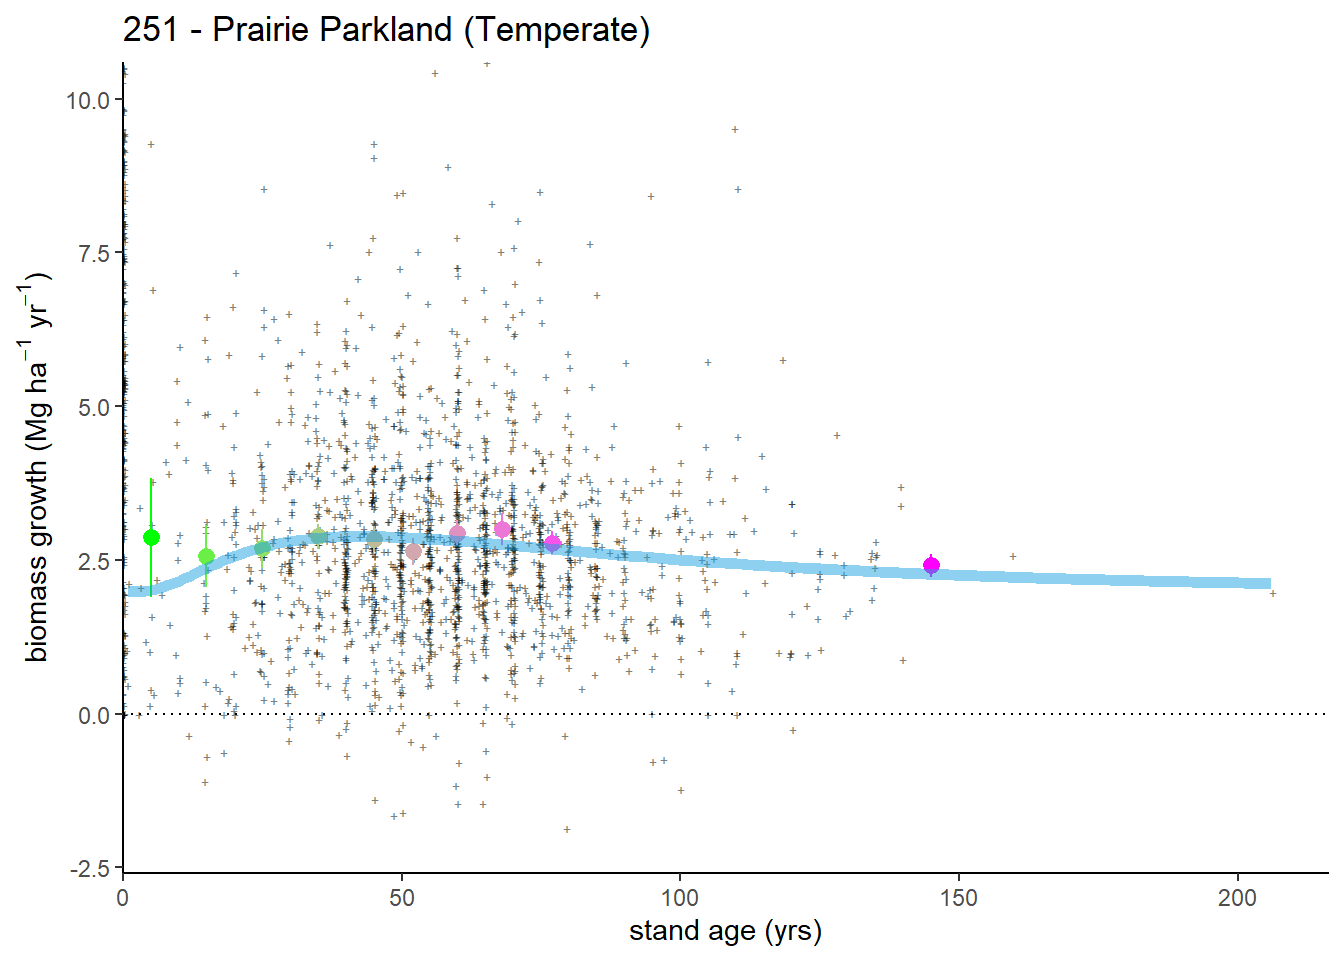 251 - Prairie Parkland (Temperate)
biomass growth (Mg ha⁻¹ yr⁻¹)
10.0
7.5
5.0
2.5
0.0
-2.5
0 50 100 150 200
stand age (yrs)